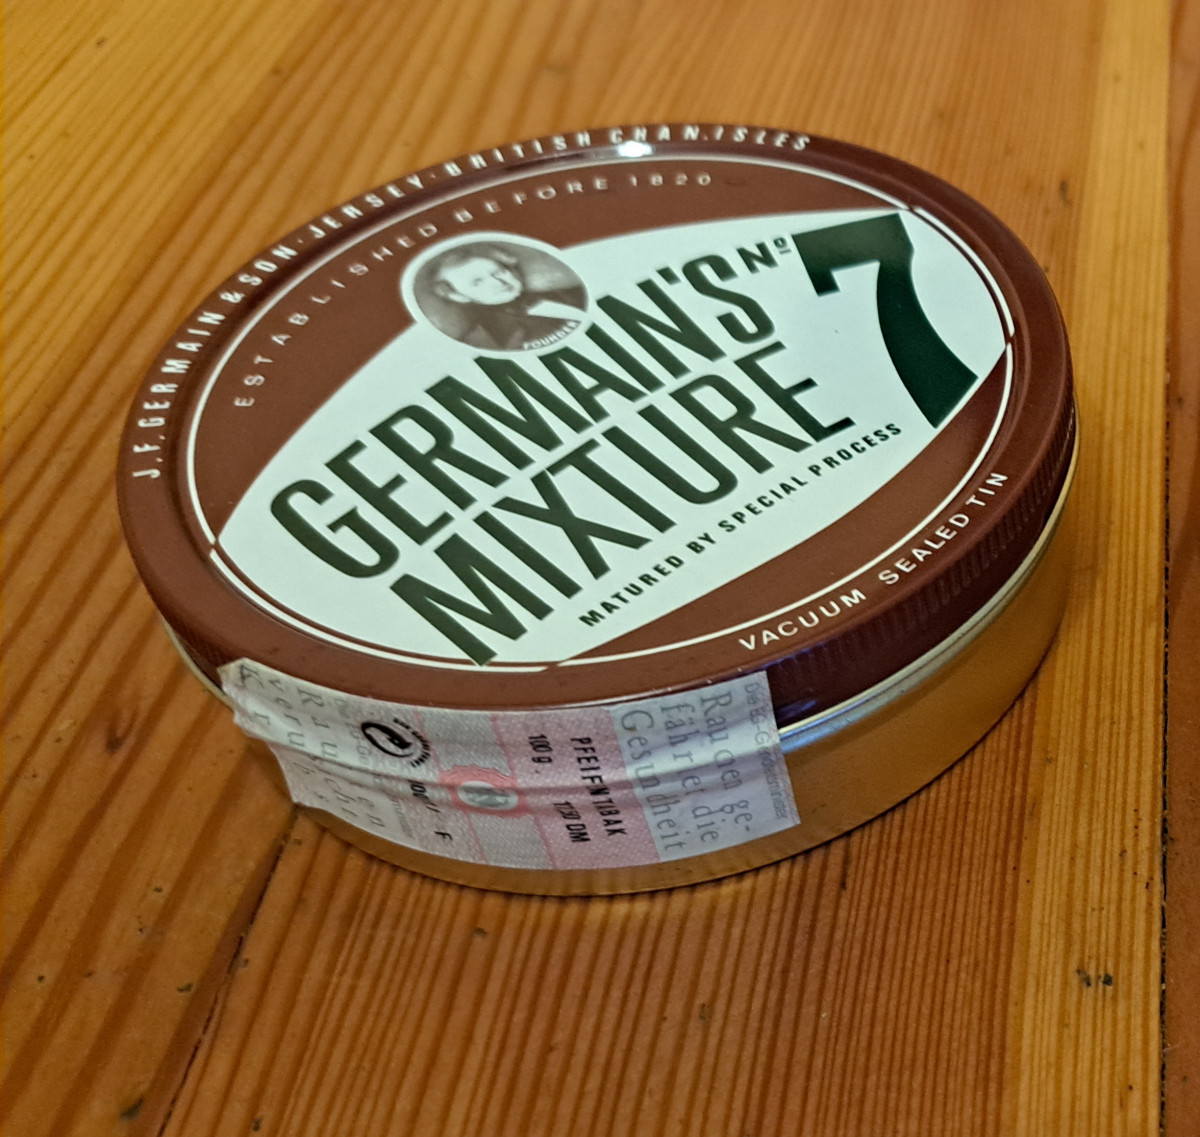 J.F. GERMAIN & SON · JERSEY · BRITISH CHAN. ISLES
ESTABLISHED BEFORE 1820
FOUNDER
GERMAIN'S Nº 7
MIXTURE
MATURED BY SPECIAL PROCESS
VACUUM SEALED TIN
PFEIFENTABAK
100 g.
DM
Rauchen ge-
fährdet die
Gesundheit